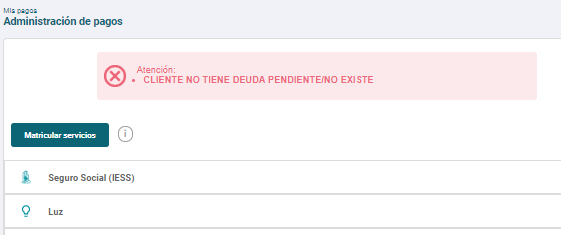 Mis pagos
Administración de pagos
Atención:
• CLIENTE NO TIENE DEUDA PENDIENTE/NO EXISTE
Matricular servicios
i
Seguro Social (IESS)
Luz